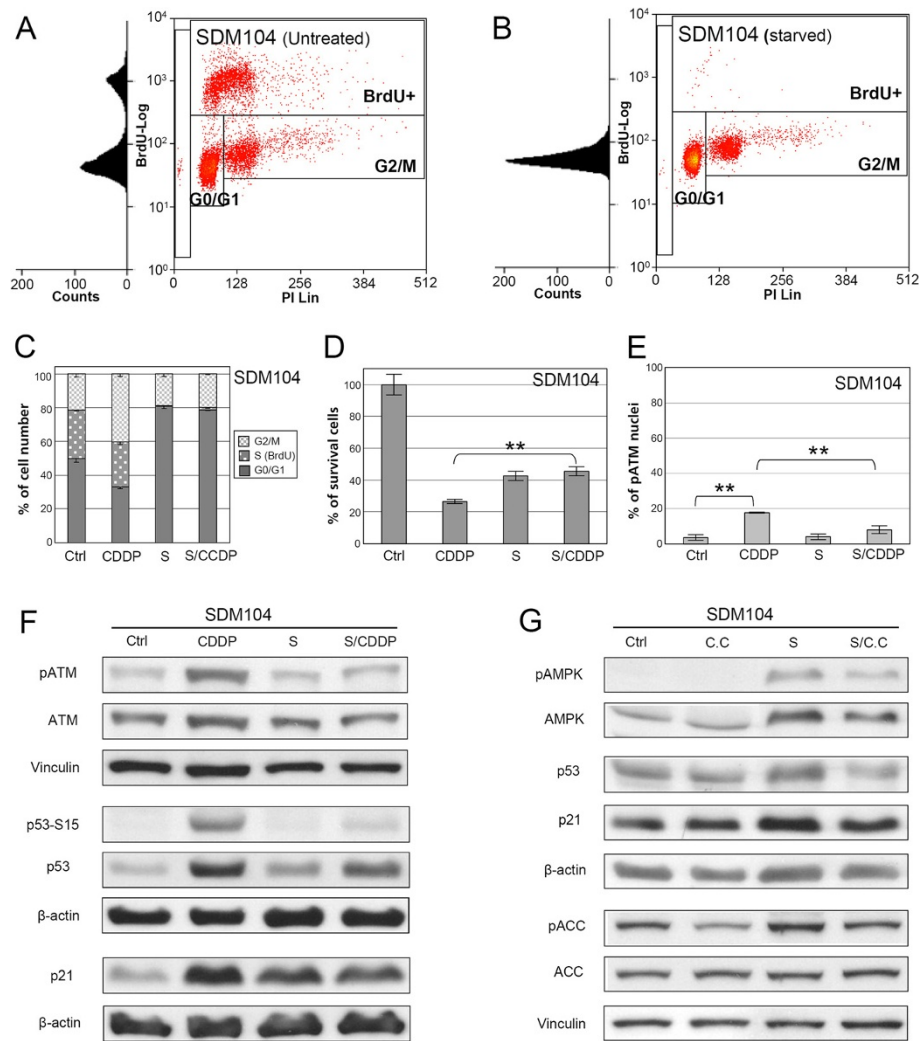 A
SDM104 (Untreated)
BrdU+
G2/M
G0/G1
BrdU-Log
10⁴
10³
10²
10¹
10⁰
200 100 0
Counts
0 128 256 384 512
PI Lin
B
SDM104 (starved)
BrdU+
G2/M
G0/G1
BrdU-Log
10⁴
10³
10²
10¹
10⁰
200 100 0
Counts
0 128 256 384 512
PI Lin
C
SDM104
% of cell number
100
80
60
40
20
0
Ctrl CDDP S S/CCDP
G2/M
S (BrdU)
G0/G1
D
SDM104
% of survival cells
100
80
60
40
20
0
**
Ctrl CDDP S S/CDDP
E
SDM104
% of pATM nuclei
100
80
60
40
20
0
**
**
Ctrl CDDP S S/CDDP
F
SDM104
Ctrl CDDP S S/CDDP
pATM
ATM
Vinculin
p53-S15
p53
β-actin
p21
β-actin
G
SDM104
Ctrl C.C S S/C.C
pAMPK
AMPK
p53
p21
β-actin
pACC
ACC
Vinculin